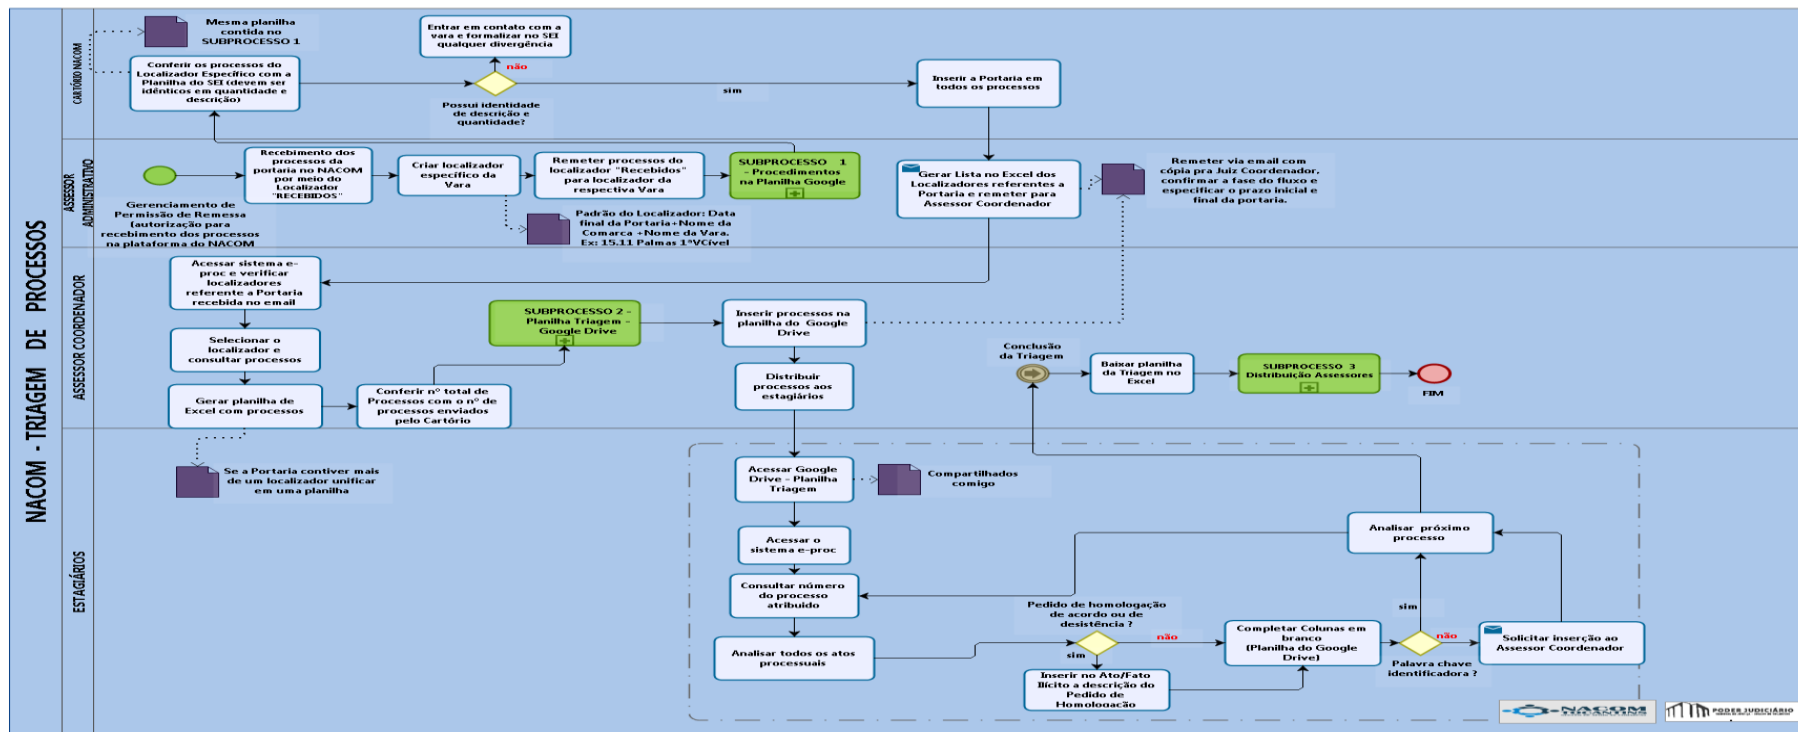 NACOM - TRIAGEM DE PROCESSOS
CARTÓRIO NACOM
Mesma planilha
contida no
SUBPROCESSO 1
Entrar em contato com a
vara e formalizar no SEI
qualquer divergência
Conferir os processos do
Localizador Específico com a
Planilha do SEI (devem ser
idênticos em quantidade e
descrição)
não
Possui identidade
de descrição e
quantidade?
sim
Inserir a Portaria em
todos os processos
ASSESSOR
ADMINISTRATIVO
Gerenciamento de
Permissão de Remessa
(autorização para
recebimento dos processos
na plataforma do NACOM
Recebimento dos
processos da
portaria no NACOM
por meio do
Localizador
"RECEBIDOS"
Criar localizador
específico da
Vara
Remeter processos do
localizador "Recebidos"
para localizador da
respectiva Vara
SUBPROCESSO 1
- Procedimentos
na Planilha Google
Padrão do Localizador: Data
final da Portaria+Nome da
Comarca +Nome da Vara.
Ex: 15.11 Palmas 1ªVCível
Gerar Lista no Excel dos
Localizadores referentes a
Portaria e remeter para
Assessor Coordenador
Remeter via email com
cópia pra Juiz Coordenador,
confirmar a fase do fluxo e
especificar o prazo inicial e
final da portaria.
ASSESSOR COORDENADOR
Acessar sistema e-
proc e verificar
localizadores
referente a Portaria
recebida no email
Selecionar o
localizador e
consultar processos
Gerar planilha de
Excel com processos
Conferir nº total de
Processos com o nº de
processos enviados
pelo Cartório
SUBPROCESSO 2 -
Planilha Triagem -
Google Drive
Inserir processos na
planilha do Google
Drive
Distribuir
processos aos
estagiários
Conclusão
da Triagem
Baixar planilha
da Triagem no
Excel
SUBPROCESSO 3
Distribuição Assessores
FIM
ESTAGIÁRIOS
Se a Portaria contiver mais
de um localizador unificar
em uma planilha
Acessar Google
Drive - Planilha
Triagem
Compartilhados
comigo
Acessar o
sistema e-proc
Consultar número
do processo
atribuído
Analisar todos os atos
processuais
Pedido de homologação
de acordo ou de
desistência ?
não
sim
Inserir no Ato/Fato
Ilícito a descrição do
Pedido de
Homologação
Completar Colunas em
branco
(Planilha do Google
Drive)
Palavra chave
identificadora ?
sim
não
Analisar próximo
processo
Solicitar inserção ao
Assessor Coordenador
NACOM
TOCANTINS
PODER JUDICIÁRIO